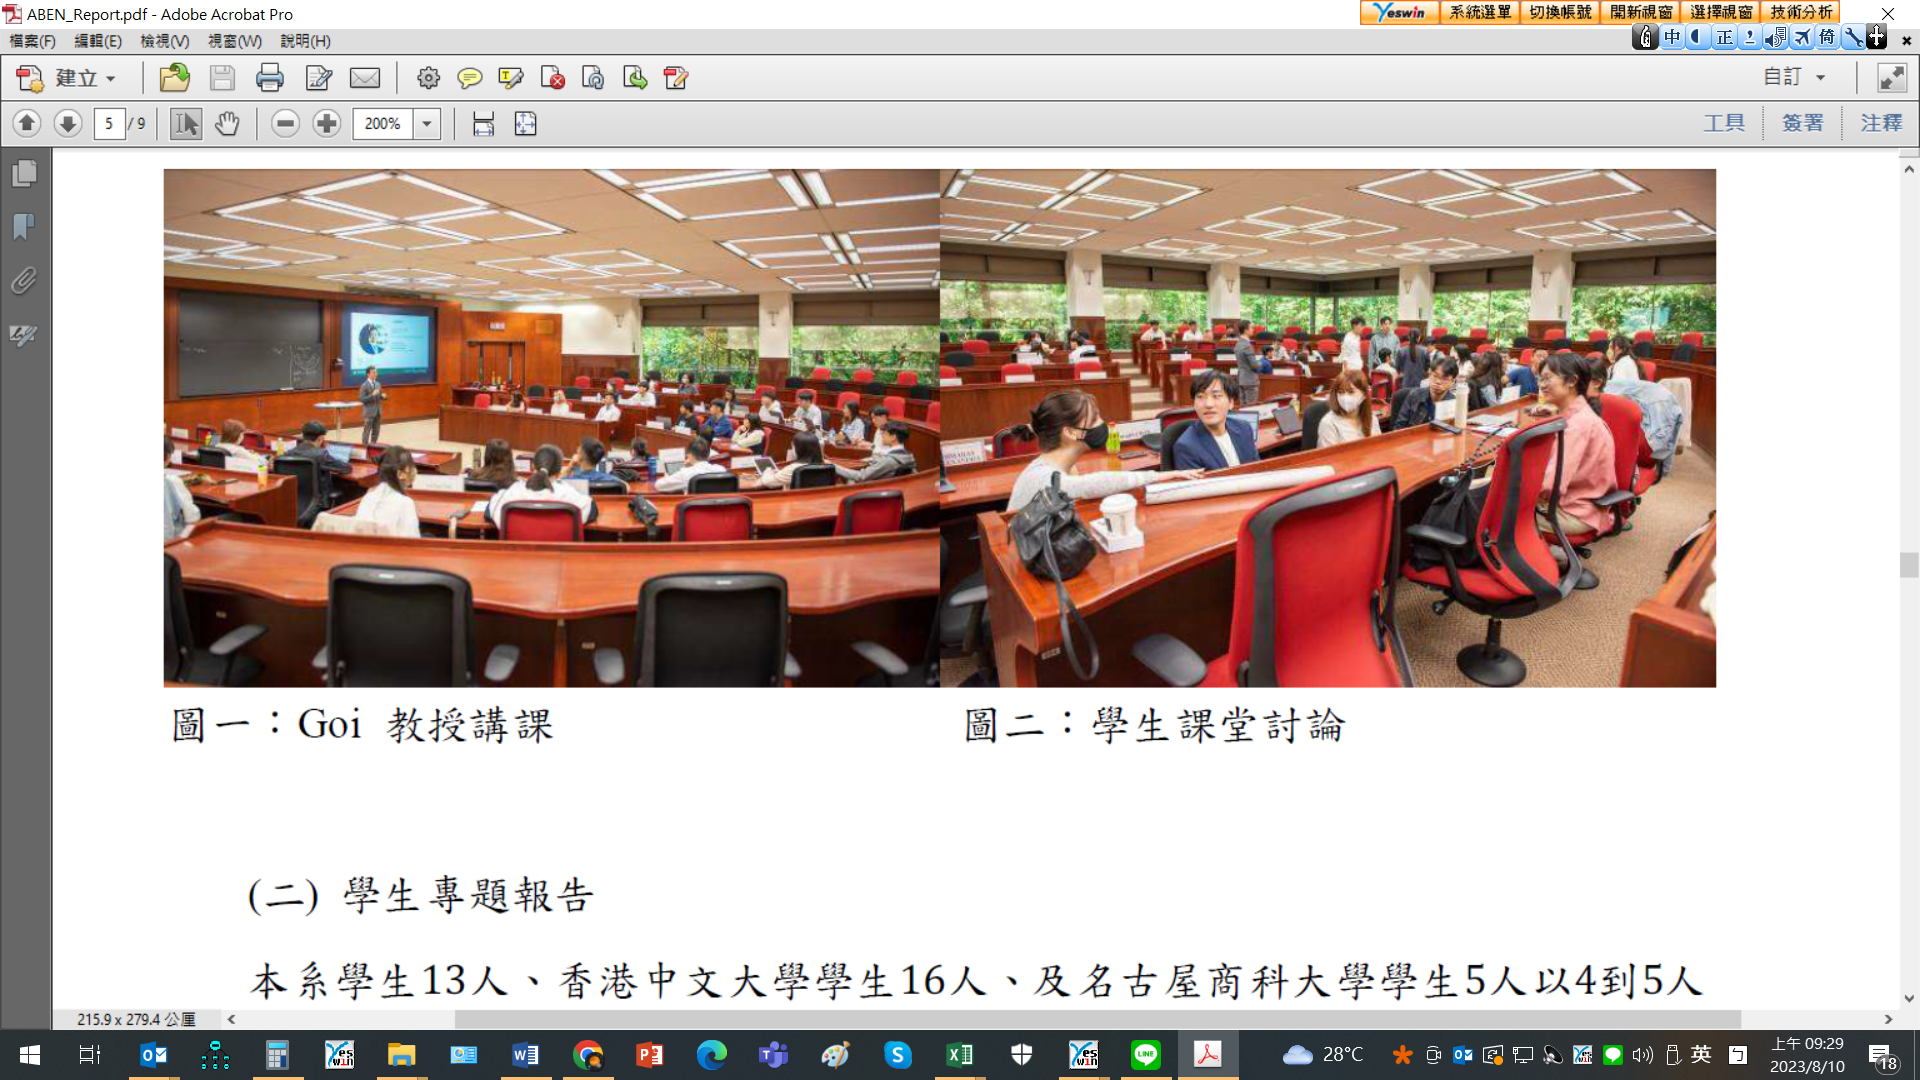 ABEN_Report.pdf - Adobe Acrobat Pro
Yeswin 系統選單 切換帳號 開新視窗 選擇視窗 技術分析
檔案(F) 編輯(E) 檢視(V) 視窗(W) 說明(H)
中 正 倚
建立 自訂
5 / 9 200% 工具 簽署 注釋
圖一：Goi 教授講課 圖二：學生課堂討論
(二) 學生專題報告
本系學生13人、香港中文大學學生16人、及名古屋商科大學學生5人以4到5人
215.9 x 279.4 公厘
28°C 英 上午 09:29
2023/8/10 18